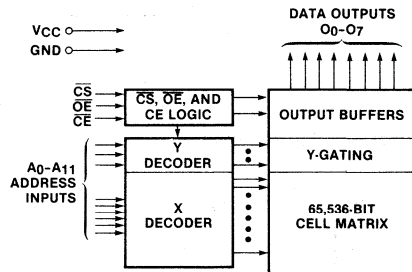 DATA OUTPUTS
O0–O7
VCC
GND
CS
OE
CE
CS, OE, AND
CE LOGIC
OUTPUT BUFFERS
Y
DECODER
Y-GATING
A0–A11
ADDRESS
INPUTS
X
DECODER
65,536-BIT
CELL MATRIX